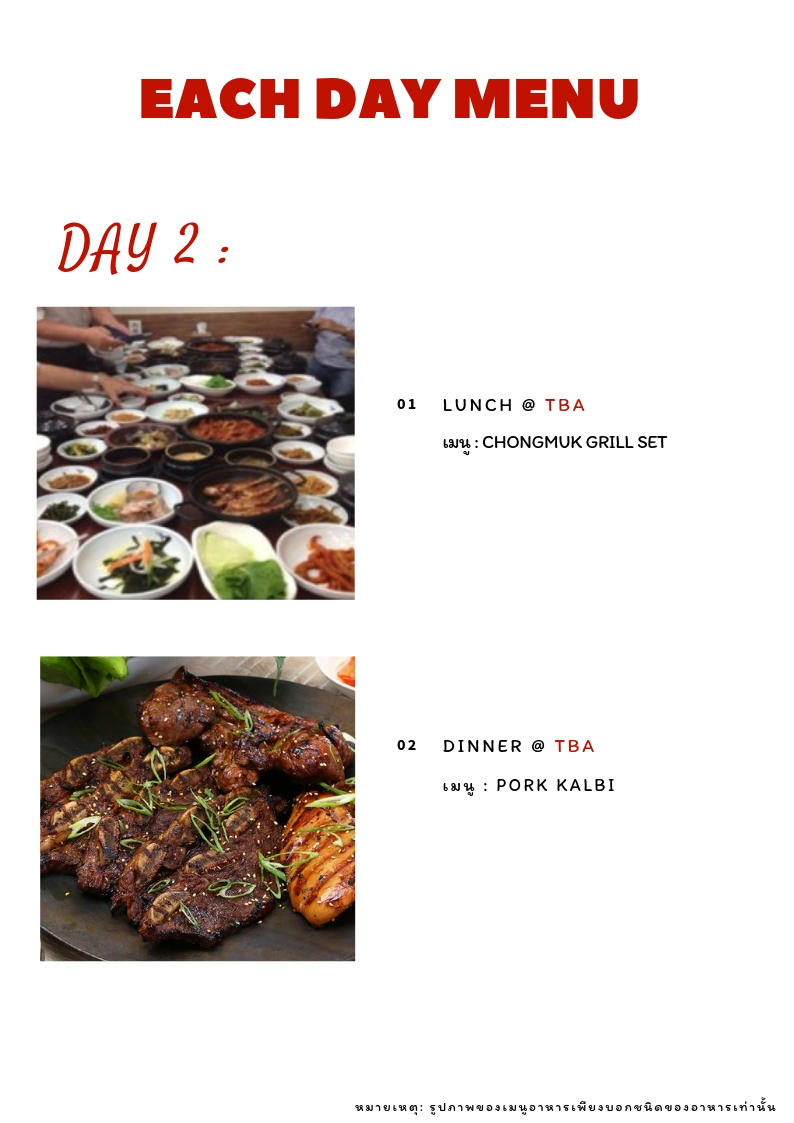 EACH DAY MENU
DAY 2 :
01 LUNCH @ TBA
เมนู : CHONGMUK GRILL SET
02 DINNER @ TBA
เมนู : PORK KALBI
หมายเหตุ: รูปภาพของเมนูอาหารเพียงบอกชนิดของอาหารเท่านั้น